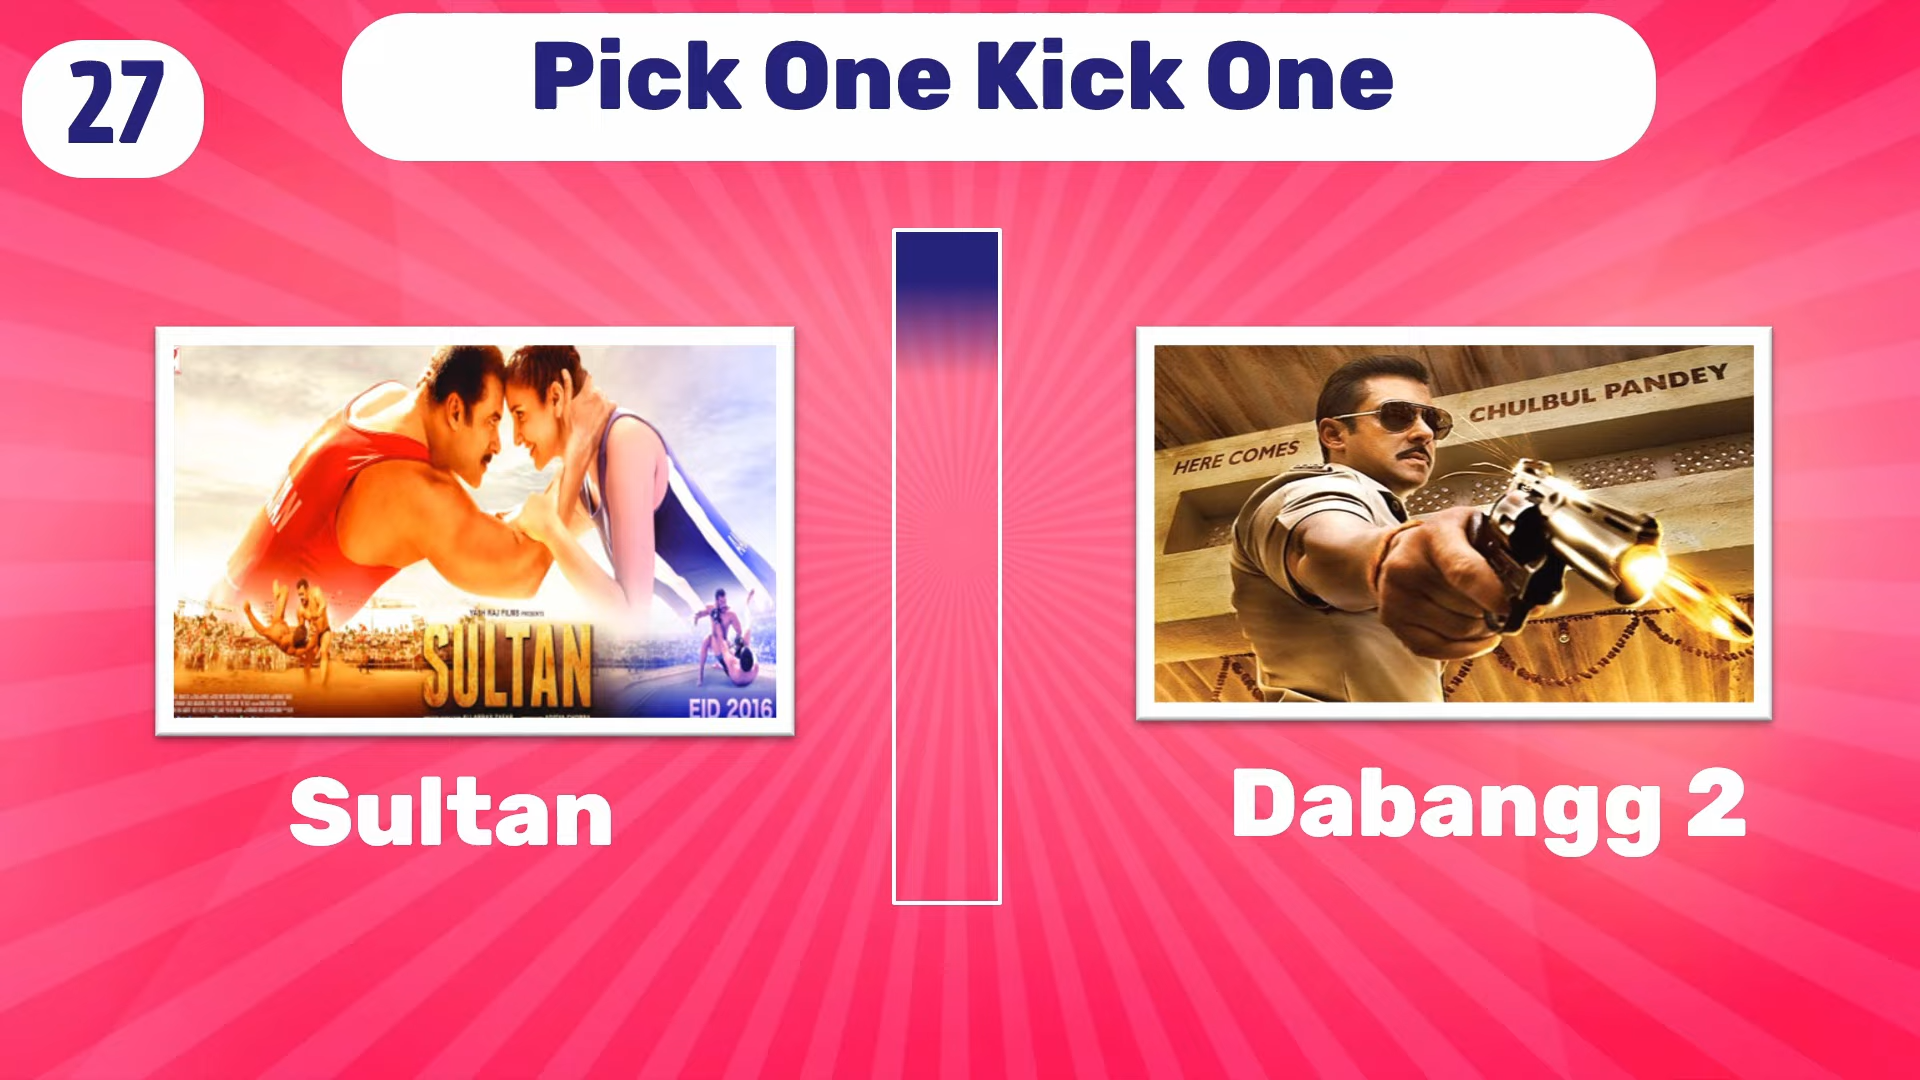 27
Pick One Kick One
HERE COMES CHULBUL PANDEY
YASH RAJ FILMS PRESENTS
SULTAN
EID 2016
Sultan
Dabangg 2